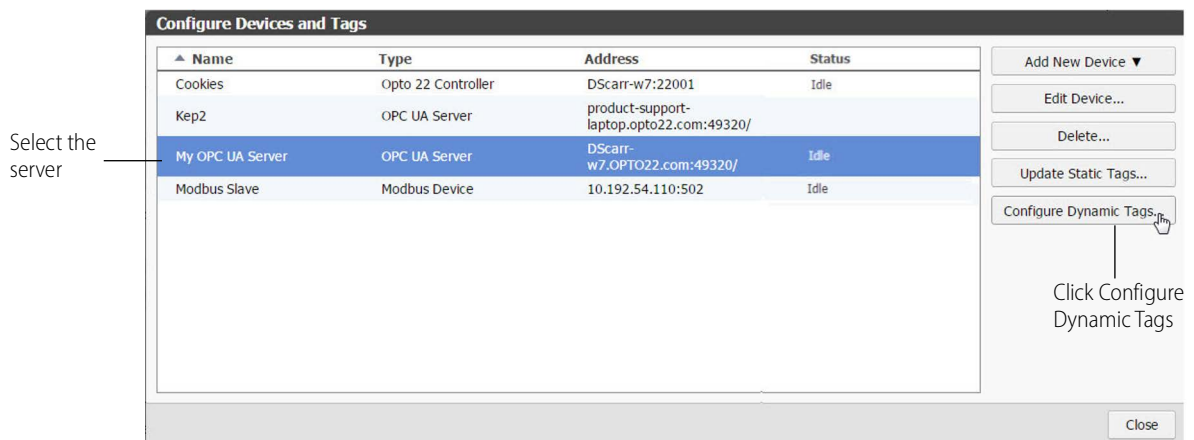 Configure Devices and Tags
▲ Name Type Address Status
Cookies Opto 22 Controller DScarr-w7:22001 Idle
Kep2 OPC UA Server product-support-
laptop.opto22.com:49320/
My OPC UA Server OPC UA Server DScarr-
w7.OPTO22.com:49320/ Idle
Modbus Slave Modbus Device 10.192.54.110:502 Idle
Add New Device ▼
Edit Device...
Delete...
Update Static Tags...
Configure Dynamic Tags...
Select the
server
Click Configure
Dynamic Tags
Close